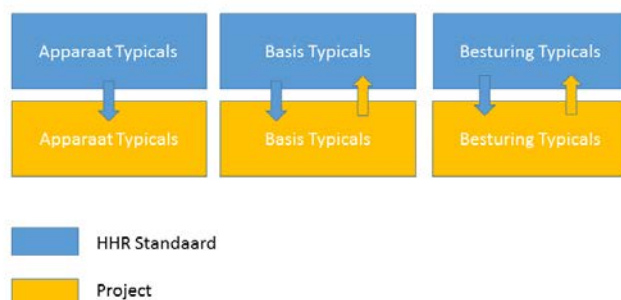 Apparaat Typicals
Basis Typicals
Besturing Typicals
Apparaat Typicals
Basis Typicals
Besturing Typicals
HHR Standaard
Project